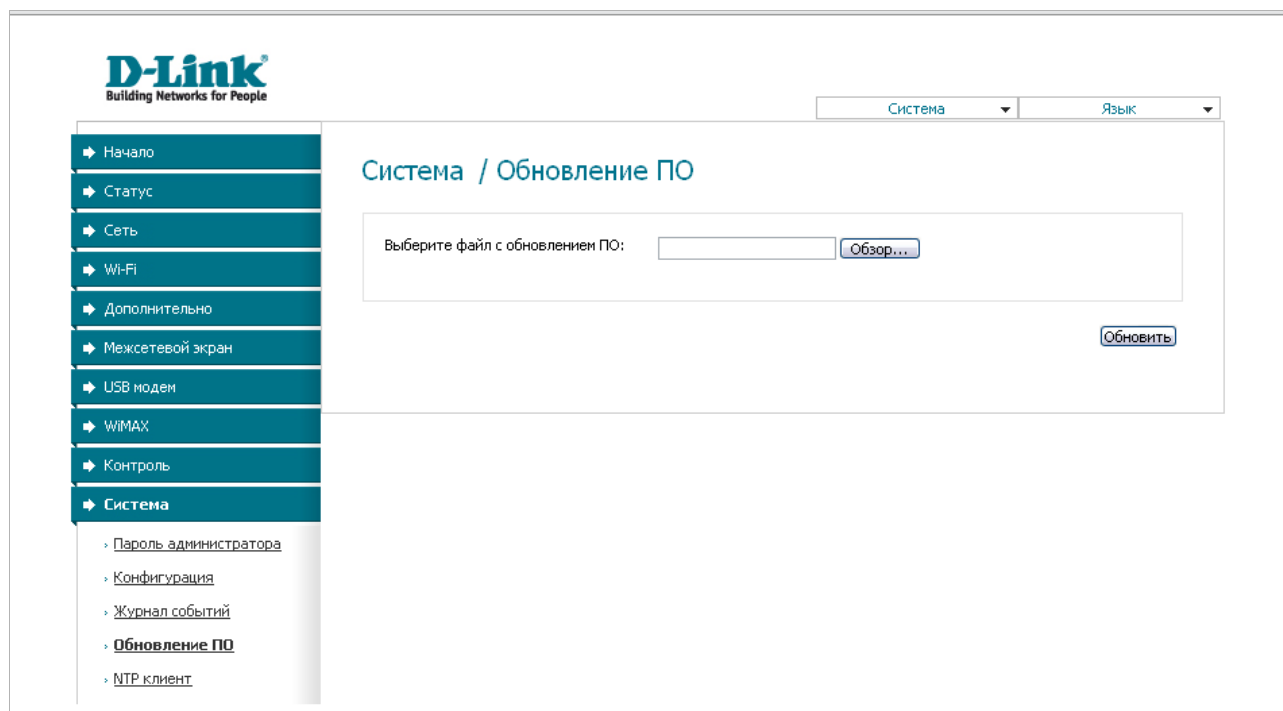 D-Link®
Building Networks for People
Система
Язык
Начало
Статус
Сеть
Wi-Fi
Дополнительно
Межсетевой экран
USB модем
WiMAX
Контроль
Система
Пароль администратора
Конфигурация
Журнал событий
Обновление ПО
NTP клиент
Система / Обновление ПО
Выберите файл с обновлением ПО:
Обзор...
Обновить